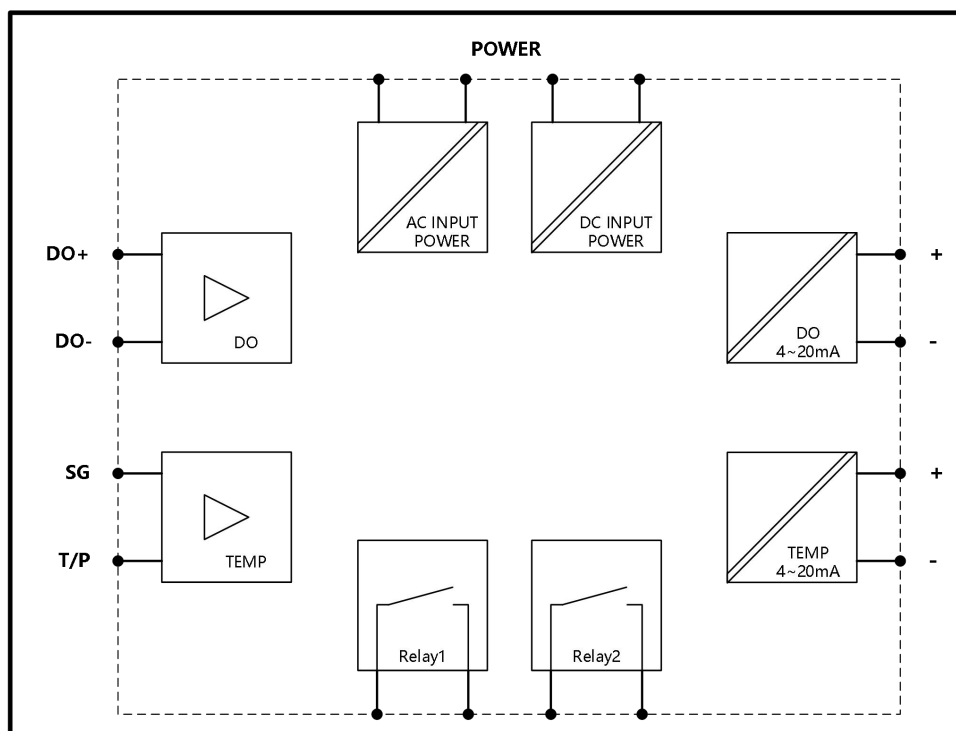 POWER
AC INPUT
POWER
DC INPUT
POWER
DO+
DO-
DO
DO
4~20mA
+
-
SG
T/P
TEMP
TEMP
4~20mA
+
-
Relay1
Relay2